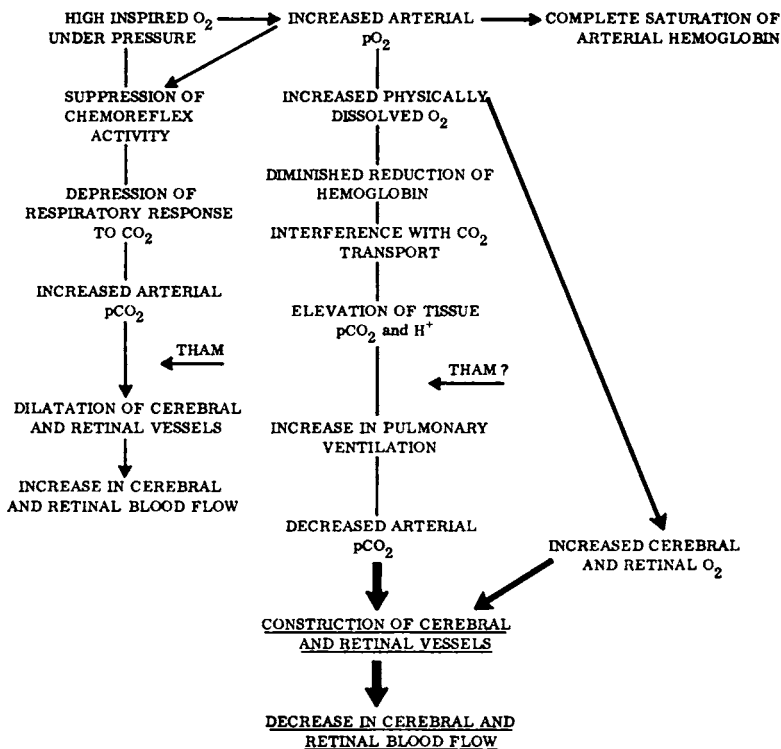 HIGH INSPIRED O2
UNDER PRESSURE
INCREASED ARTERIAL
pO2
COMPLETE SATURATION OF
ARTERIAL HEMOGLOBIN
SUPPRESSION OF
CHEMOREFLEX
ACTIVITY
INCREASED PHYSICALLY
DISSOLVED O2
DEPRESSION OF
RESPIRATORY RESPONSE
TO CO2
DIMINISHED REDUCTION OF
HEMOGLOBIN
INTERFERENCE WITH CO2
TRANSPORT
INCREASED ARTERIAL
pCO2
ELEVATION OF TISSUE
pCO2 and H+
THAM
THAM ?
DILATATION OF CEREBRAL
AND RETINAL VESSELS
INCREASE IN PULMONARY
VENTILATION
INCREASE IN CEREBRAL
AND RETINAL BLOOD FLOW
DECREASED ARTERIAL
pCO2
INCREASED CEREBRAL
AND RETINAL O2
CONSTRICTION OF CEREBRAL
AND RETINAL VESSELS
DECREASE IN CEREBRAL AND
RETINAL BLOOD FLOW